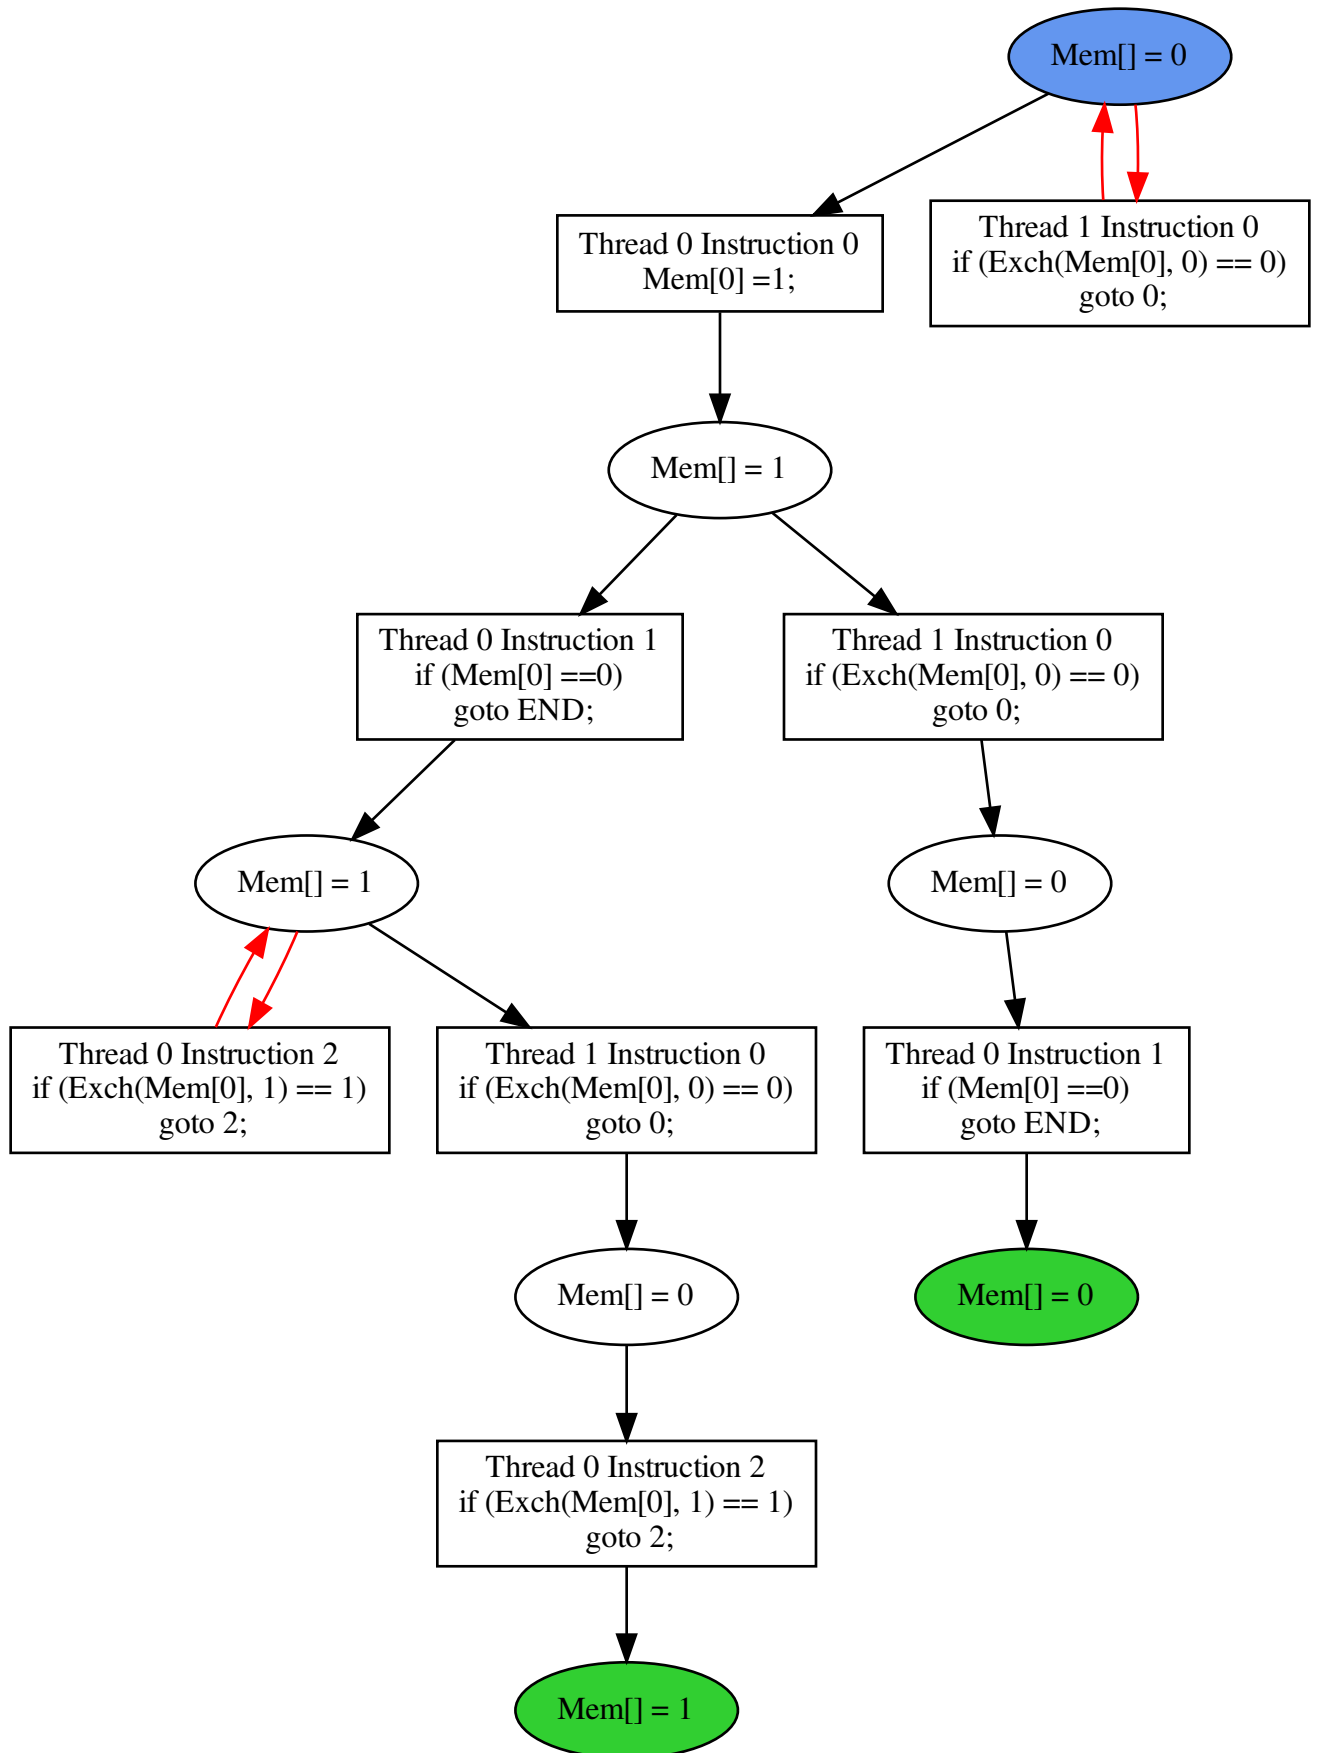 Mem[] = 0
Thread 0 Instruction 0
Mem[0] =1;
Thread 1 Instruction 0
if (Exch(Mem[0], 0) == 0)
goto 0;
Mem[] = 1
Thread 0 Instruction 1
if (Mem[0] ==0)
goto END;
Thread 1 Instruction 0
if (Exch(Mem[0], 0) == 0)
goto 0;
Mem[] = 1
Mem[] = 0
Thread 0 Instruction 2
if (Exch(Mem[0], 1) == 1)
goto 2;
Thread 1 Instruction 0
if (Exch(Mem[0], 0) == 0)
goto 0;
Thread 0 Instruction 1
if (Mem[0] ==0)
goto END;
Mem[] = 0
Mem[] = 0
Thread 0 Instruction 2
if (Exch(Mem[0], 1) == 1)
goto 2;
Mem[] = 1